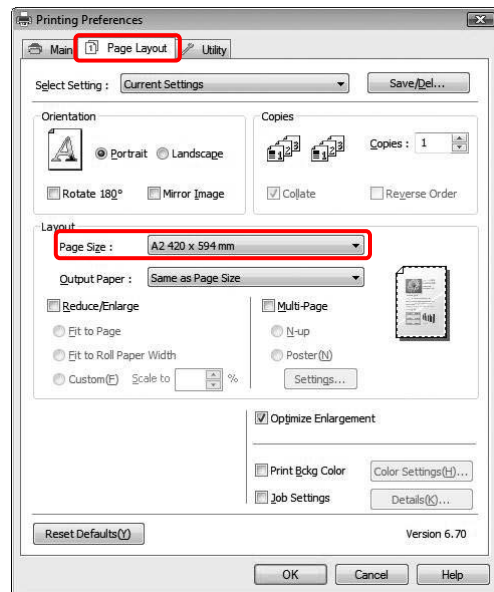 Printing Preferences
Main
Page Layout
Utility
Select Setting : Current Settings Save/Del...
Orientation
Portrait Landscape
Rotate 180° Mirror Image
Copies
Copies : 1
Collate Reverse Order
Layout
Page Size : A2 420 x 594 mm
Output Paper : Same as Page Size
Reduce/Enlarge
Fit to Page
Fit to Roll Paper Width
Custom(F) Scale to %
Multi-Page
N-up
Poster(N)
Settings...
Optimize Enlargement
Print Bckg Color Color Settings(H)...
Job Settings Details(K)...
Reset Defaults(Y) Version 6.70
OK Cancel Help